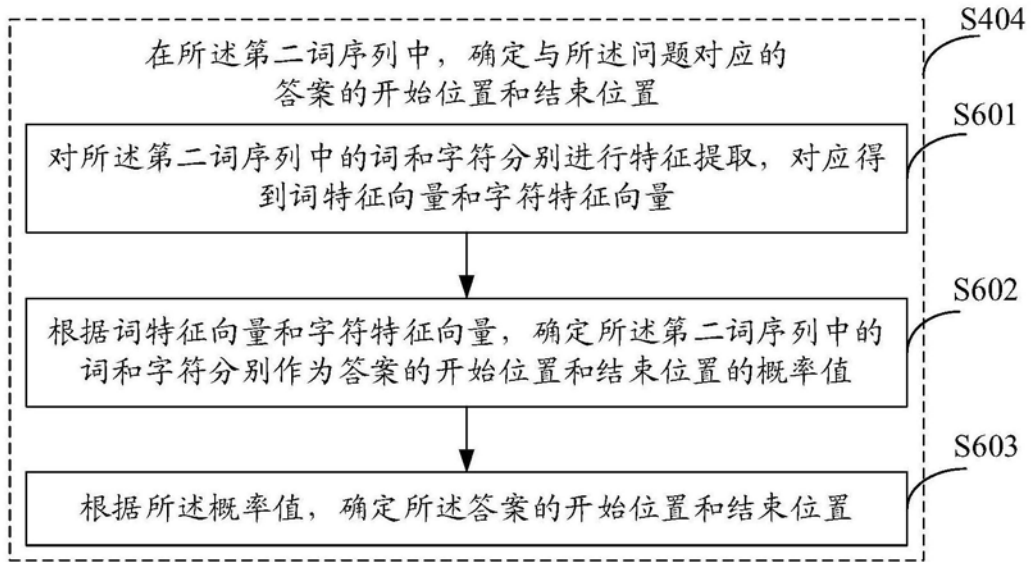 S404
在所述第二词序列中，确定与所述问题对应的
答案的开始位置和结束位置
S601
对所述第二词序列中的词和字符分别进行特征提取，对应得
到词特征向量和字符特征向量
S602
根据词特征向量和字符特征向量，确定所述第二词序列中的
词和字符分别作为答案的开始位置和结束位置的概率值
S603
根据所述概率值，确定所述答案的开始位置和结束位置